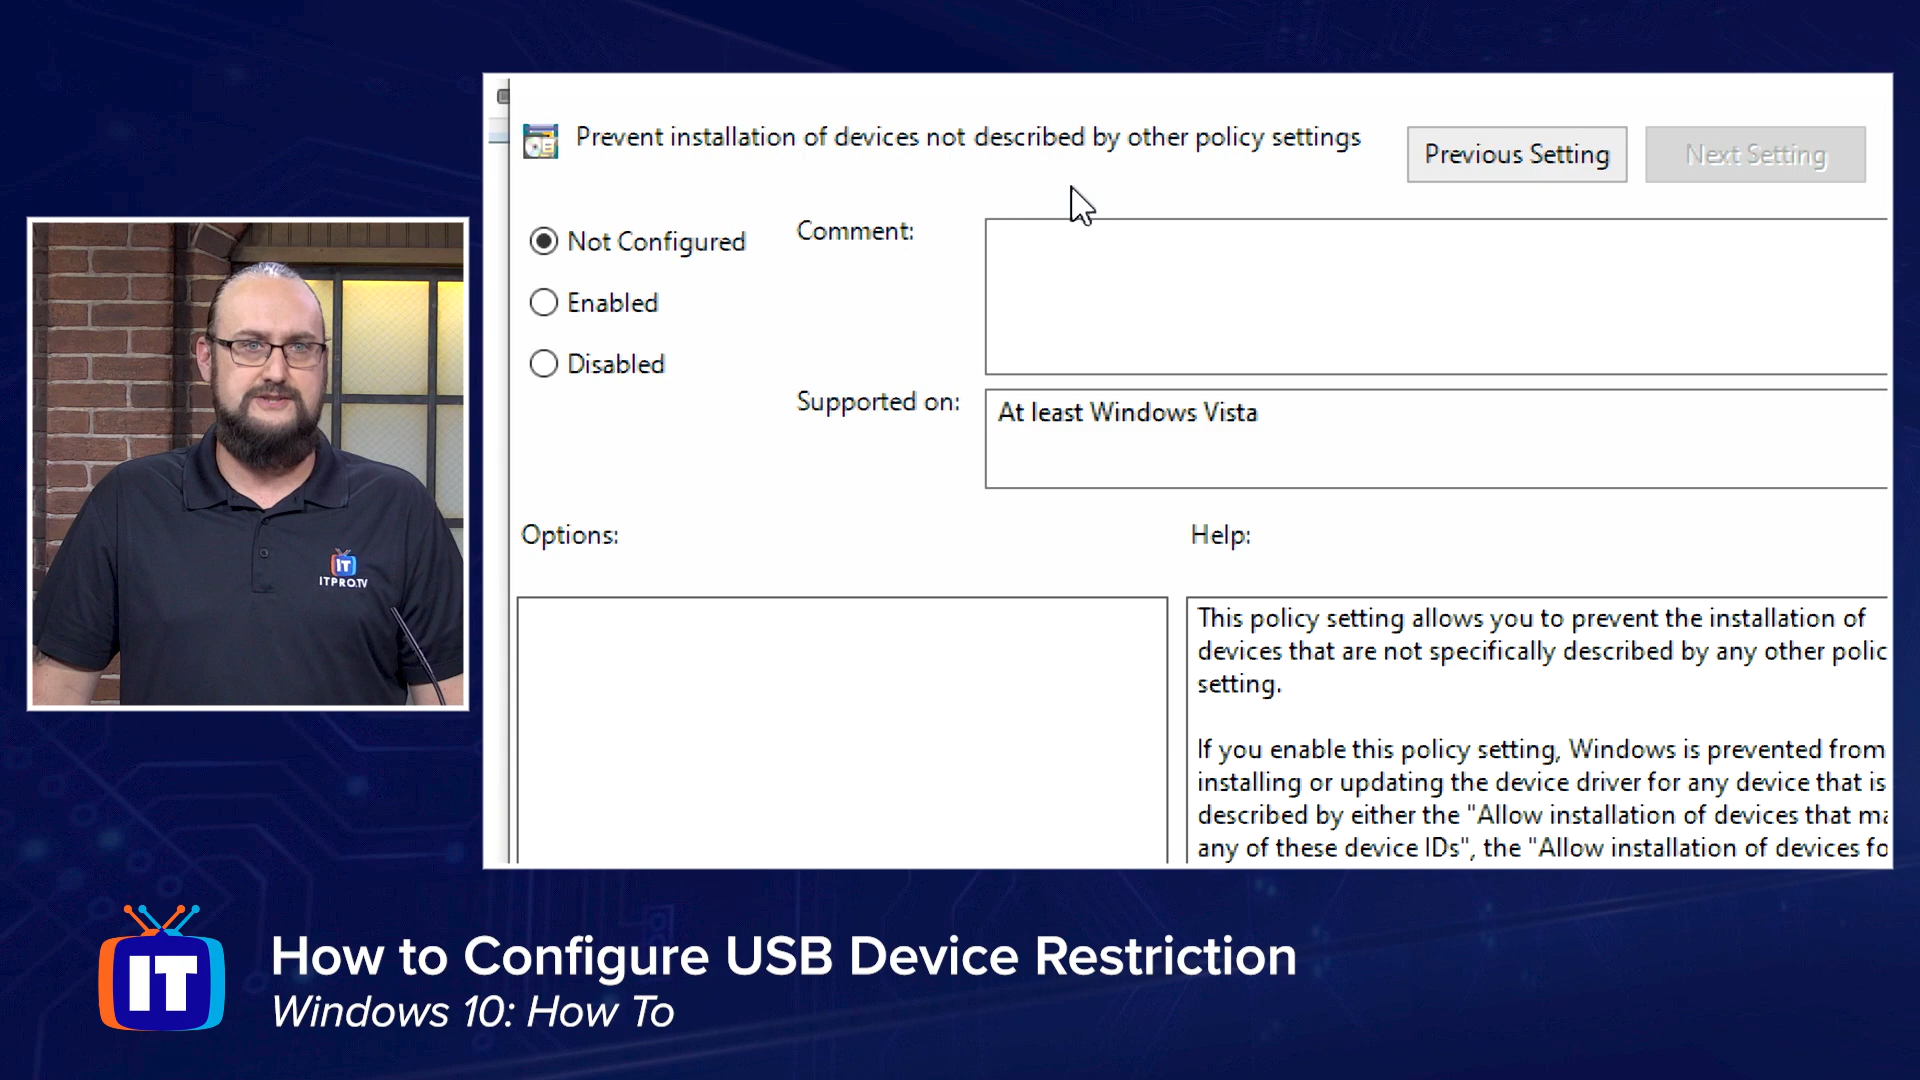 Prevent installation of devices not described by other policy settings
Previous Setting
Next Setting
Not Configured
Enabled
Disabled
Comment:
Supported on:
At least Windows Vista
Options:
Help:
This policy setting allows you to prevent the installation of
devices that are not specifically described by any other polic
setting.
If you enable this policy setting, Windows is prevented from
installing or updating the device driver for any device that is
described by either the "Allow installation of devices that ma
any of these device IDs", the "Allow installation of devices fo
IT
ITPRO.TV
IT
How to Configure USB Device Restriction
Windows 10: How To